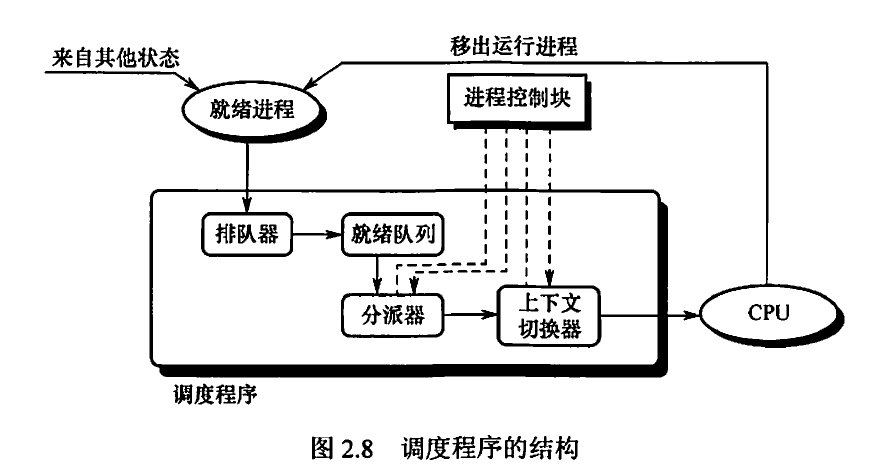 移出运行进程
来自其他状态
就绪进程
进程控制块
排队器
就绪队列
分派器
上下文
切换器
CPU
调度程序
图 2.8 调度程序的结构